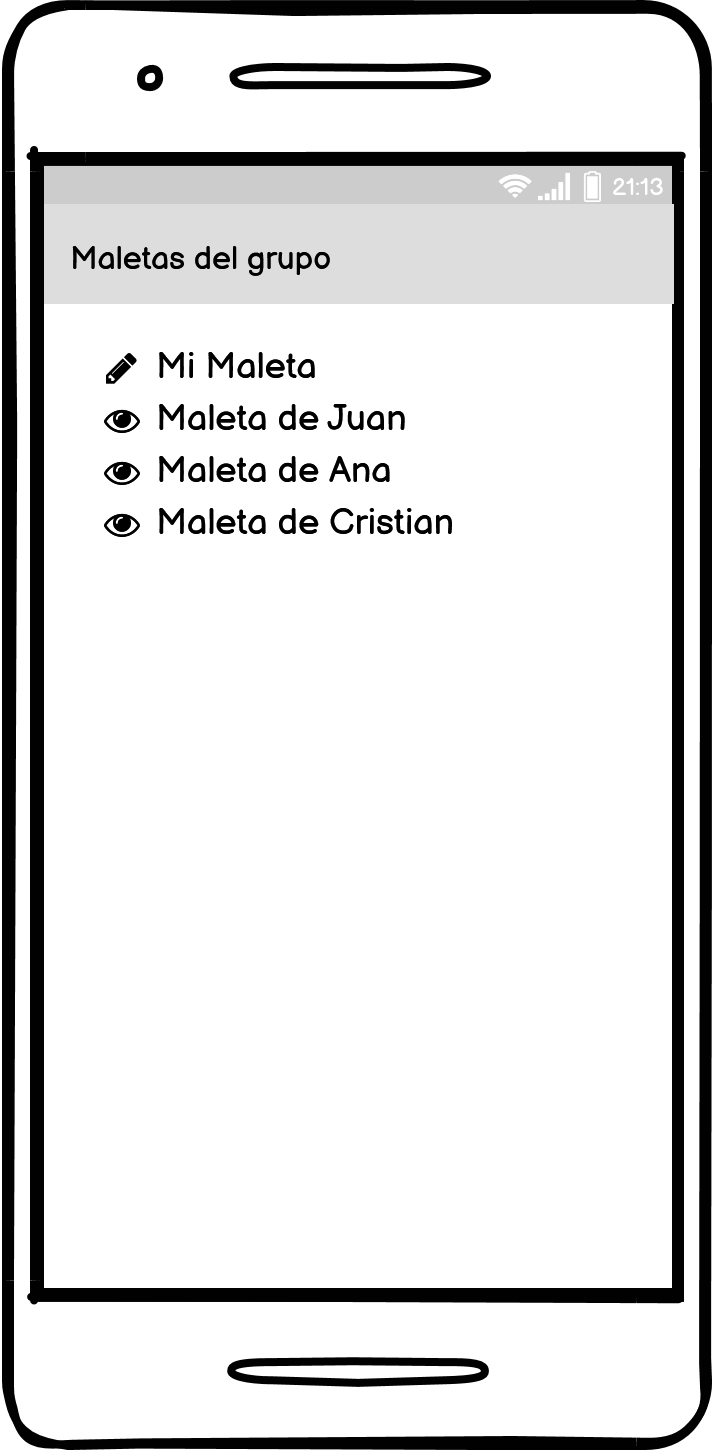 21:13
Maletas del grupo
Mi Maleta
Maleta de Juan
Maleta de Ana
Maleta de Cristian